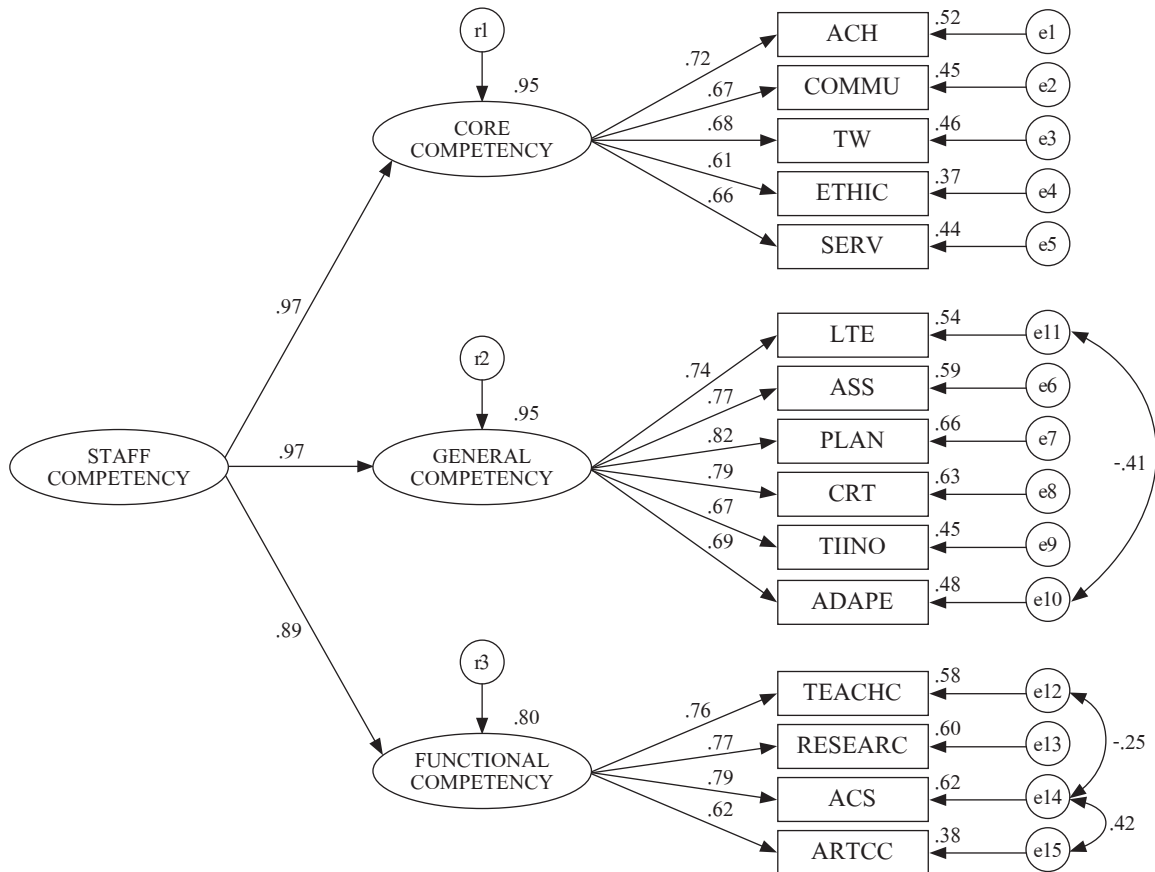 r1
.95
CORE
COMPETENCY
.72
.67
.68
.61
.66
ACH
.52
e1
COMMU
.45
e2
TW
.46
e3
ETHIC
.37
e4
SERV
.44
e5
.97
r2
.95
GENERAL
COMPETENCY
.74
.77
.82
.79
.67
.69
LTE
.54
e11
ASS
.59
e6
PLAN
.66
e7
CRT
.63
e8
TIINO
.45
e9
ADAPE
.48
e10
-.41
STAFF
COMPETENCY
.97
.89
r3
.80
FUNCTIONAL
COMPETENCY
.76
.77
.79
.62
TEACHC
.58
e12
RESEARC
.60
e13
ACS
.62
e14
ARTCC
.38
e15
-.25
.42